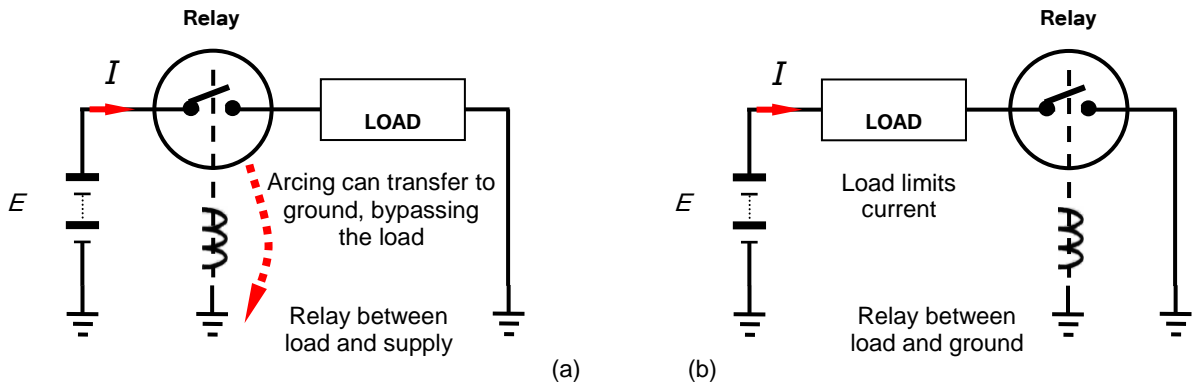 Relay
I
LOAD
E
Arcing can transfer to
ground, bypassing
the load
Relay between
load and supply
(a)
Relay
I
LOAD
E
Load limits
current
Relay between
load and ground
(b)